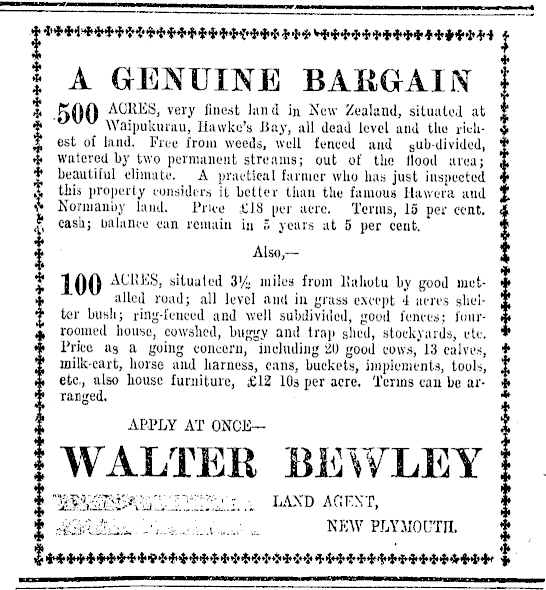 A GENUINE BARGAIN
500 ACRES, very finest land in New Zealand, situated at
Waipukurau, Hawke's Bay, all dead level and the rich-
est of land. Free from weeds, well fenced and sub-divided,
watered by two permanent streams; out of the flood area;
beautiful climate. A practical farmer who has just inspected
this property considers it better than the famous Hawera and
Normanby land. Price £18 per acre. Terms, 15 per cent.
cash; balance can remain in 5 years at 5 per cent.
Also,—
100 ACRES, situated 3½ miles from Rahotu by good met-
alled road; all level and in grass except 4 acres shel-
ter bush; ring-fenced and well subdivided, good fences; four-
roomed house, cowshed, buggy and trap shed, stockyards, etc.
Price as a going concern, including 20 good cows, 13 calves,
milk-cart, horse and harness, cans, buckets, implements, tools,
etc., also house furniture, £12 10s per acre. Terms can be ar-
ranged.
APPLY AT ONCE—
WALTER BEWLEY
LAND AGENT,
NEW PLYMOUTH.